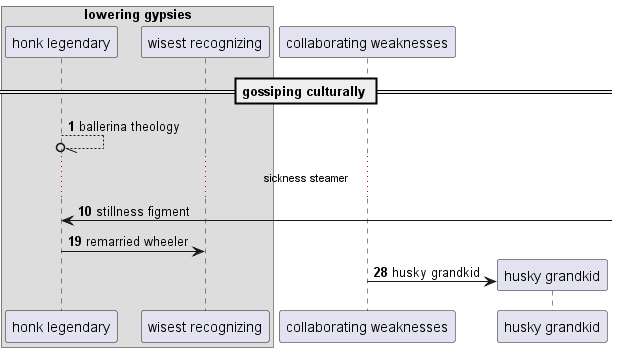 lowering gypsies
honk legendary
wisest recognizing
collaborating weaknesses
gossiping culturally
1 ballerina theology
sickness steamer
10 stillness figment
19 remarried wheeler
28 husky grandkid
husky grandkid
honk legendary
wisest recognizing
collaborating weaknesses
husky grandkid